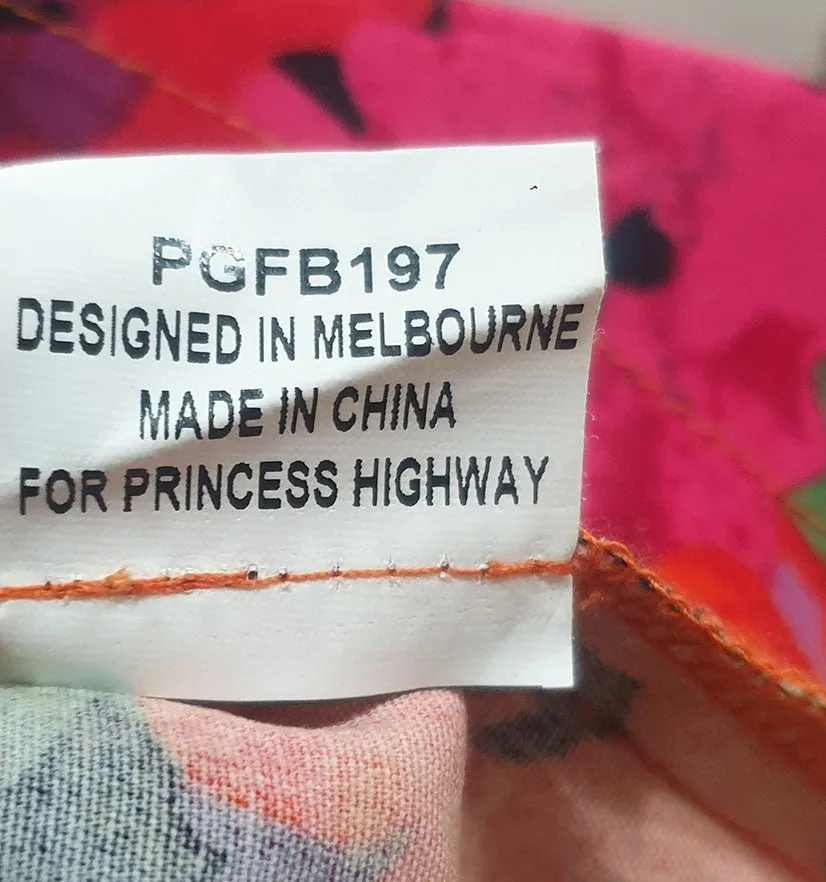 PGFB197
DESIGNED IN MELBOURNE
MADE IN CHINA
FOR PRINCESS HIGHWAY